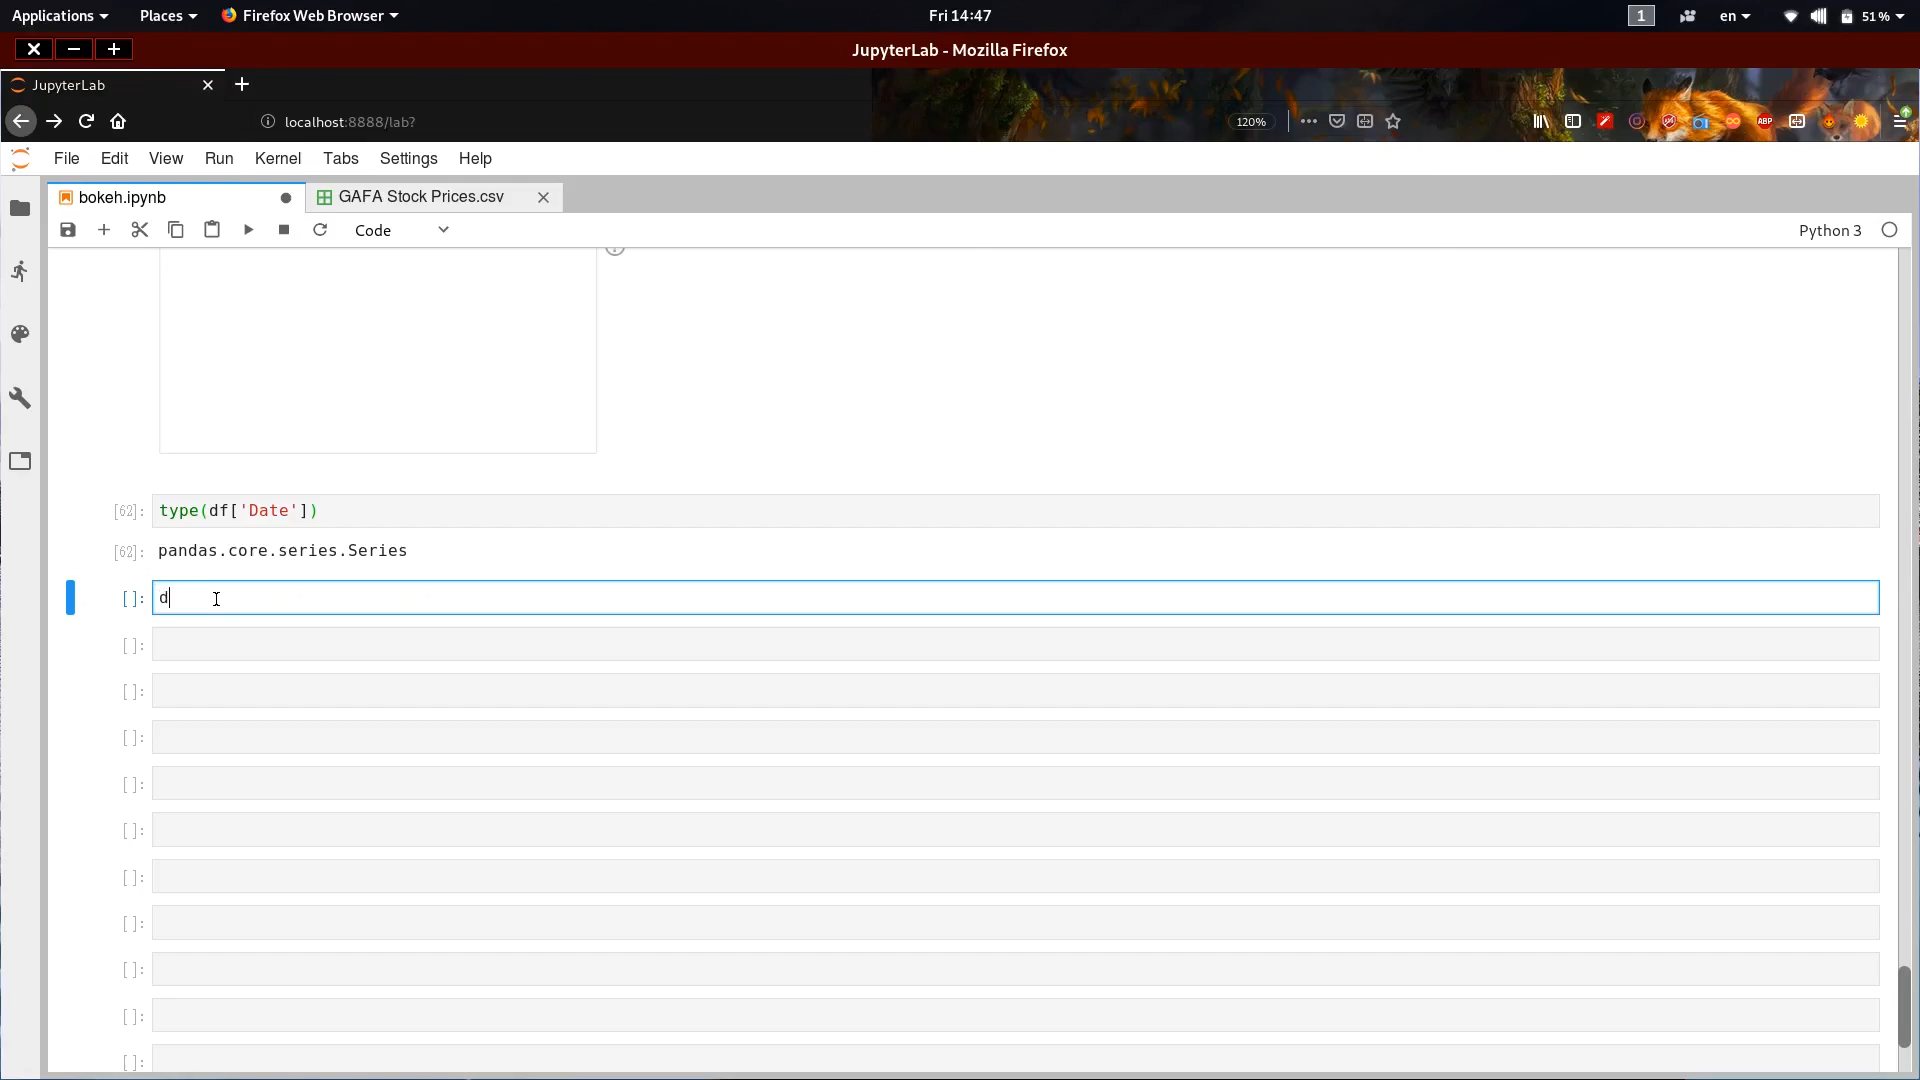 Applications Places Firefox Web Browser Fri 14:47 1 en 51%
JupyterLab - Mozilla Firefox
JupyterLab
localhost:8888/lab? 120% ABP
File Edit View Run Kernel Tabs Settings Help
bokeh.ipynb GAFA Stock Prices.csv
Code Python 3
[62]: type(df['Date'])
[62]: pandas.core.series.Series
[ ]: d
[ ]:
[ ]:
[ ]:
[ ]:
[ ]:
[ ]:
[ ]:
[ ]:
[ ]:
[ ]: